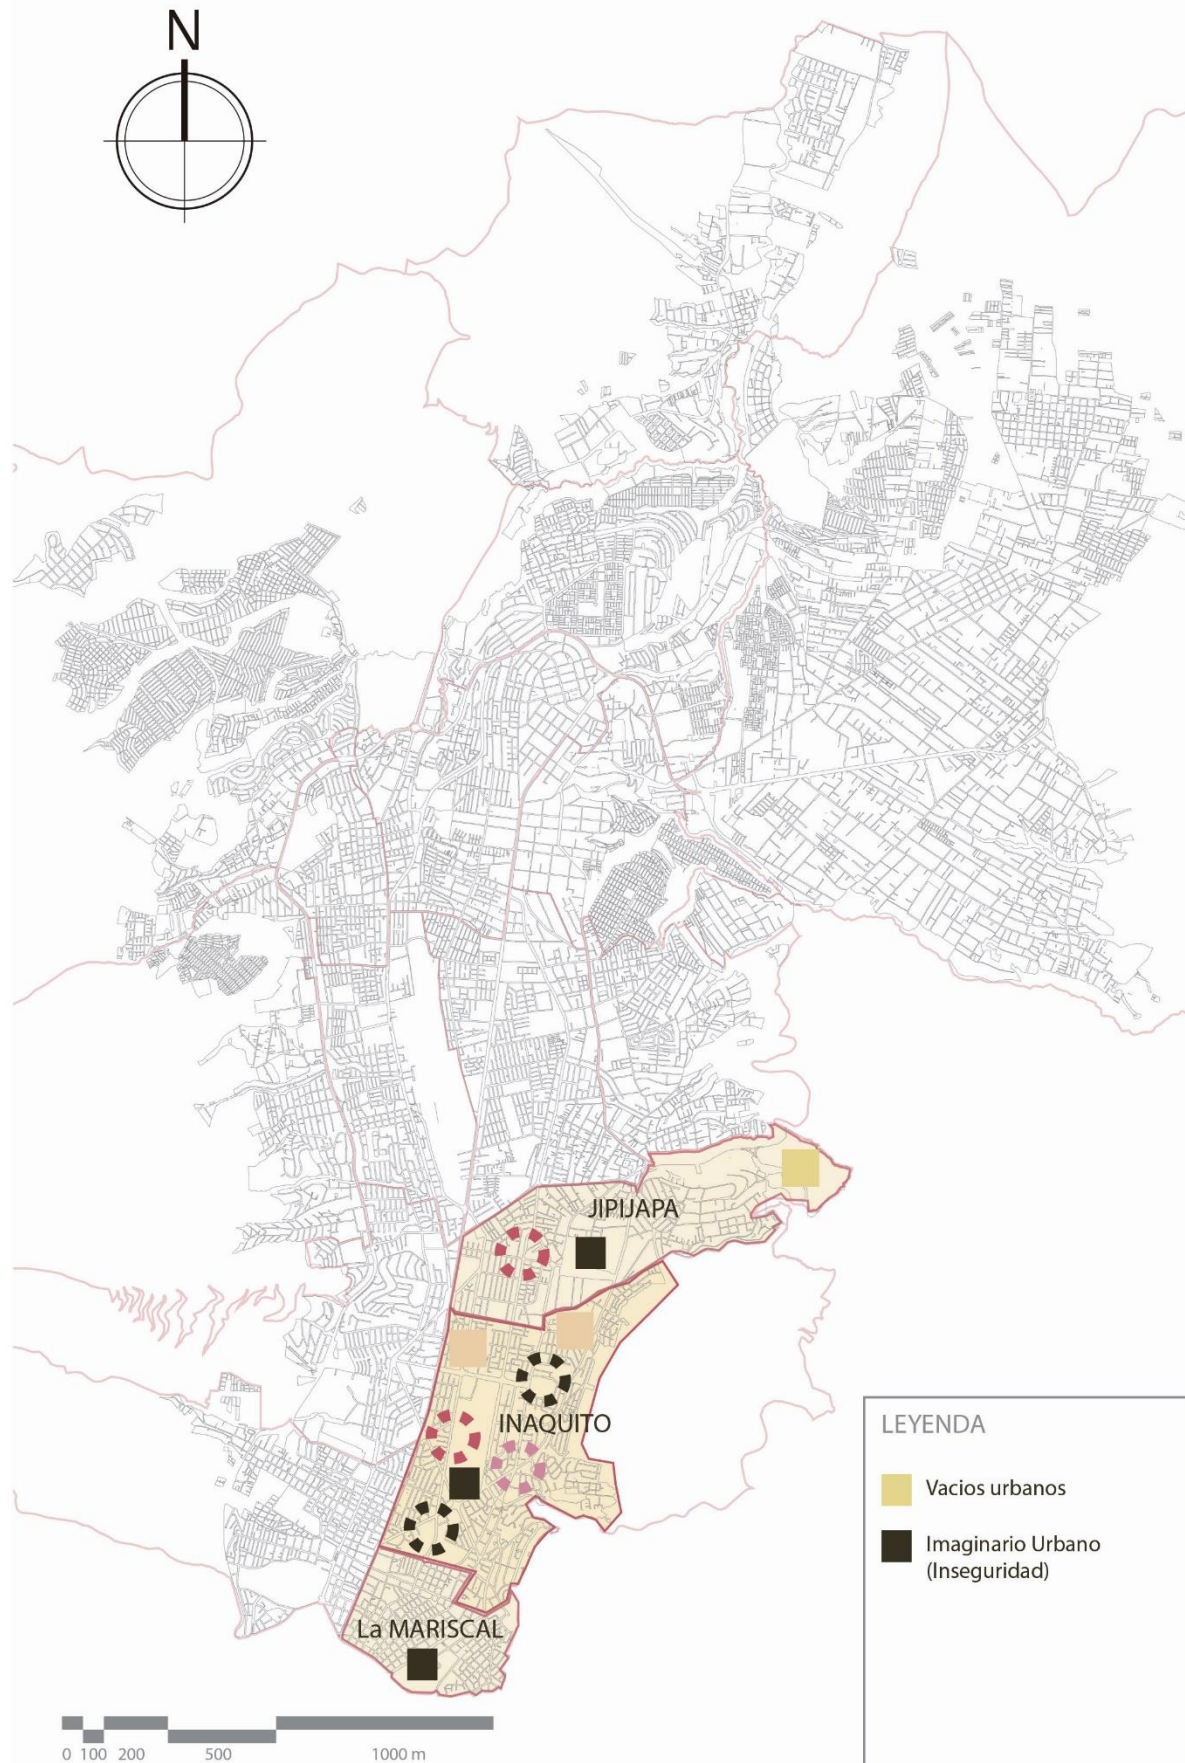 N
JIPIJAPA
INAQUITO
La MARISCAL
LEYENDA
Vacios urbanos
Imaginario Urbano
(Inseguridad)
0 100 200 500 1000 m